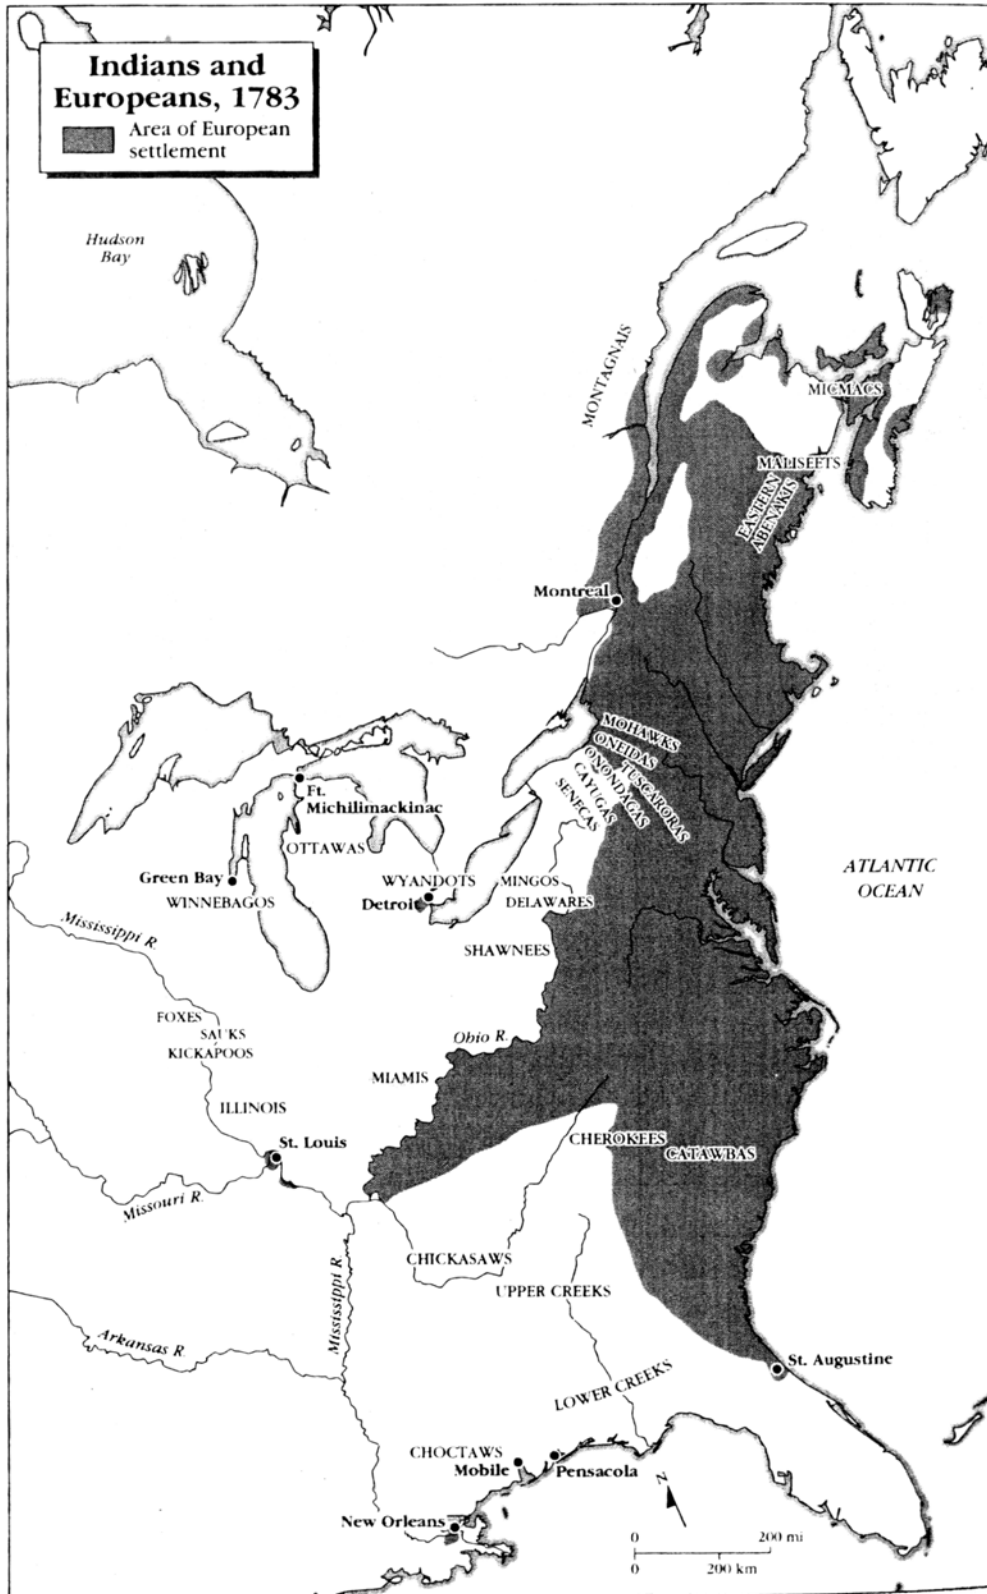 Indians and
Europeans, 1783
Area of European
settlement
Hudson
Bay
MONTAGNAIS
MICMACS
MALISEETS
EASTERN
ABENAKIS
Montreal
MOHAWKS
ONEIDAS
TUSCARORAS
ONONDAGAS
CAYUGAS
SENECAS
Ft.
Michilimackinac
OTTAWAS
Green Bay
WINNEBAGOS
WYANDOTS
Detroit
MINGOS
DELAWARES
ATLANTIC
OCEAN
Mississippi R.
SHAWNEES
FOXES
SAUKS
KICKAPOOS
Ohio R.
MIAMIS
ILLINOIS
St. Louis
CHEROKEES
CATAWBAS
Missouri R.
CHICKASAWS
Mississippi R.
UPPER CREEKS
Arkansas R.
St. Augustine
LOWER CREEKS
CHOCTAWS
Mobile
Pensacola
N
New Orleans
0 200 mi
0 200 km